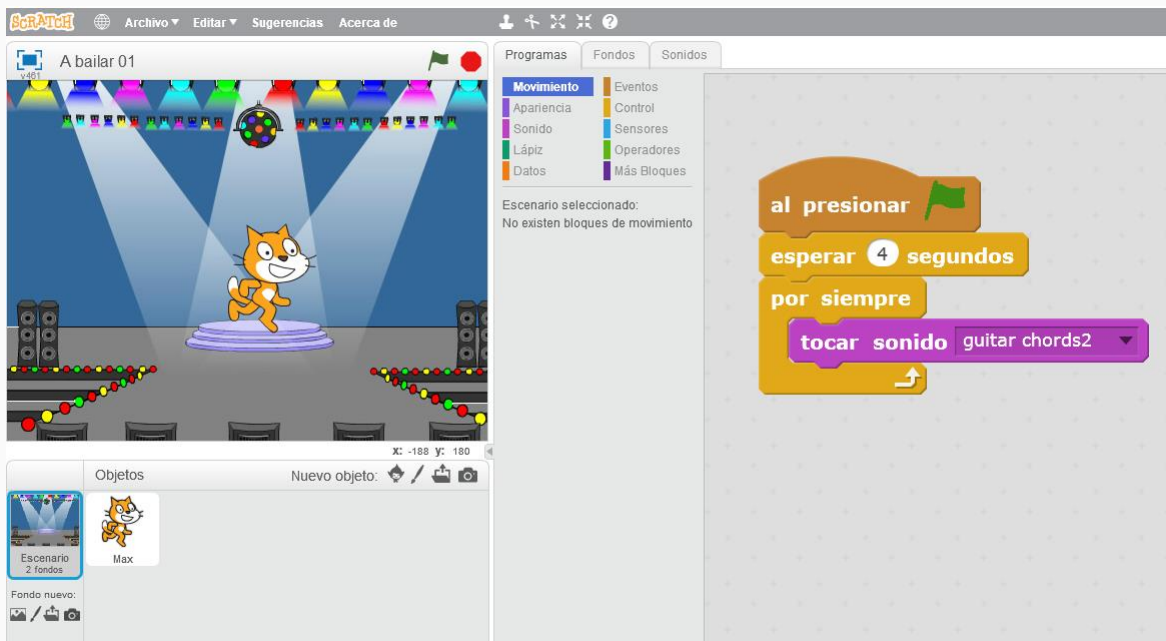 SCRATCH Archivo Editar Sugerencias Acerca de
v461 A bailar 01
Programas Fondos Sonidos
Movimiento Eventos
Apariencia Control
Sonido Sensores
Lápiz Operadores
Datos Más Bloques
Escenario seleccionado:
No existen bloques de movimiento
al presionar
esperar 4 segundos
por siempre
tocar sonido guitar chords2
X: -188 y: 180
Objetos Nuevo objeto:
Escenario
2 fondos
Max
Fondo nuevo: